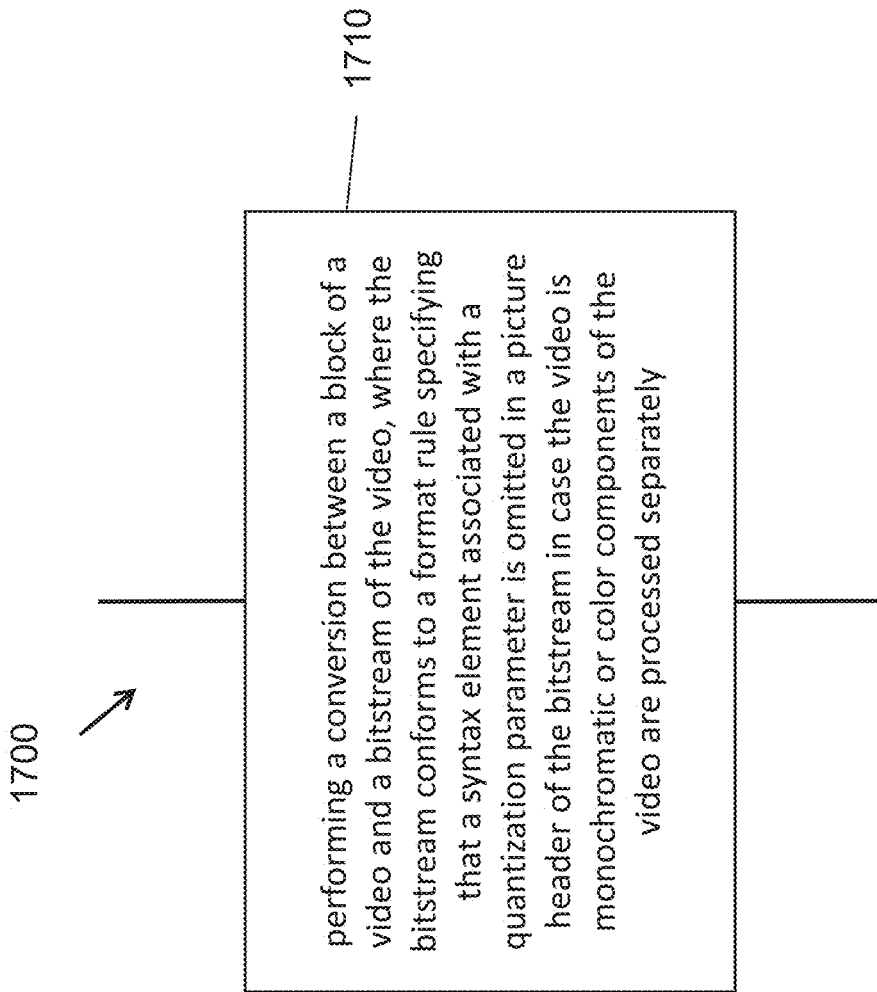 1700
1710
performing a conversion between a block of a
video and a bitstream of the video, where the
bitstream conforms to a format rule specifying
that a syntax element associated with a
quantization parameter is omitted in a picture
header of the bitstream in case the video is
monochromatic or color components of the
video are processed separately